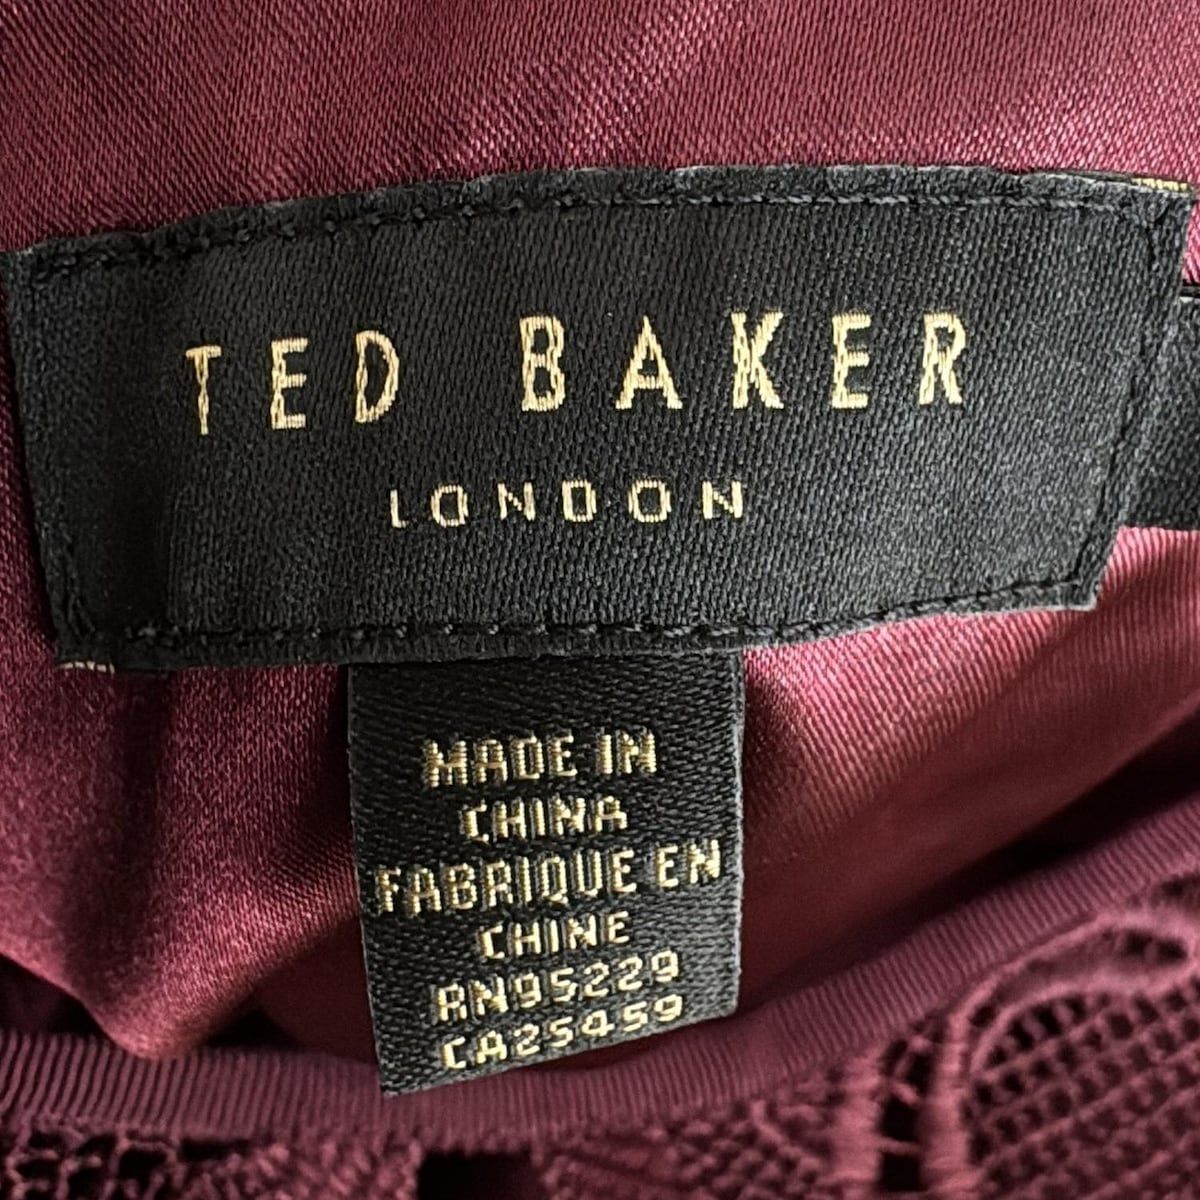 TED BAKER
LONDON
MADE IN
CHINA
FABRIQUE EN
CHINE
RN95229
CA25459